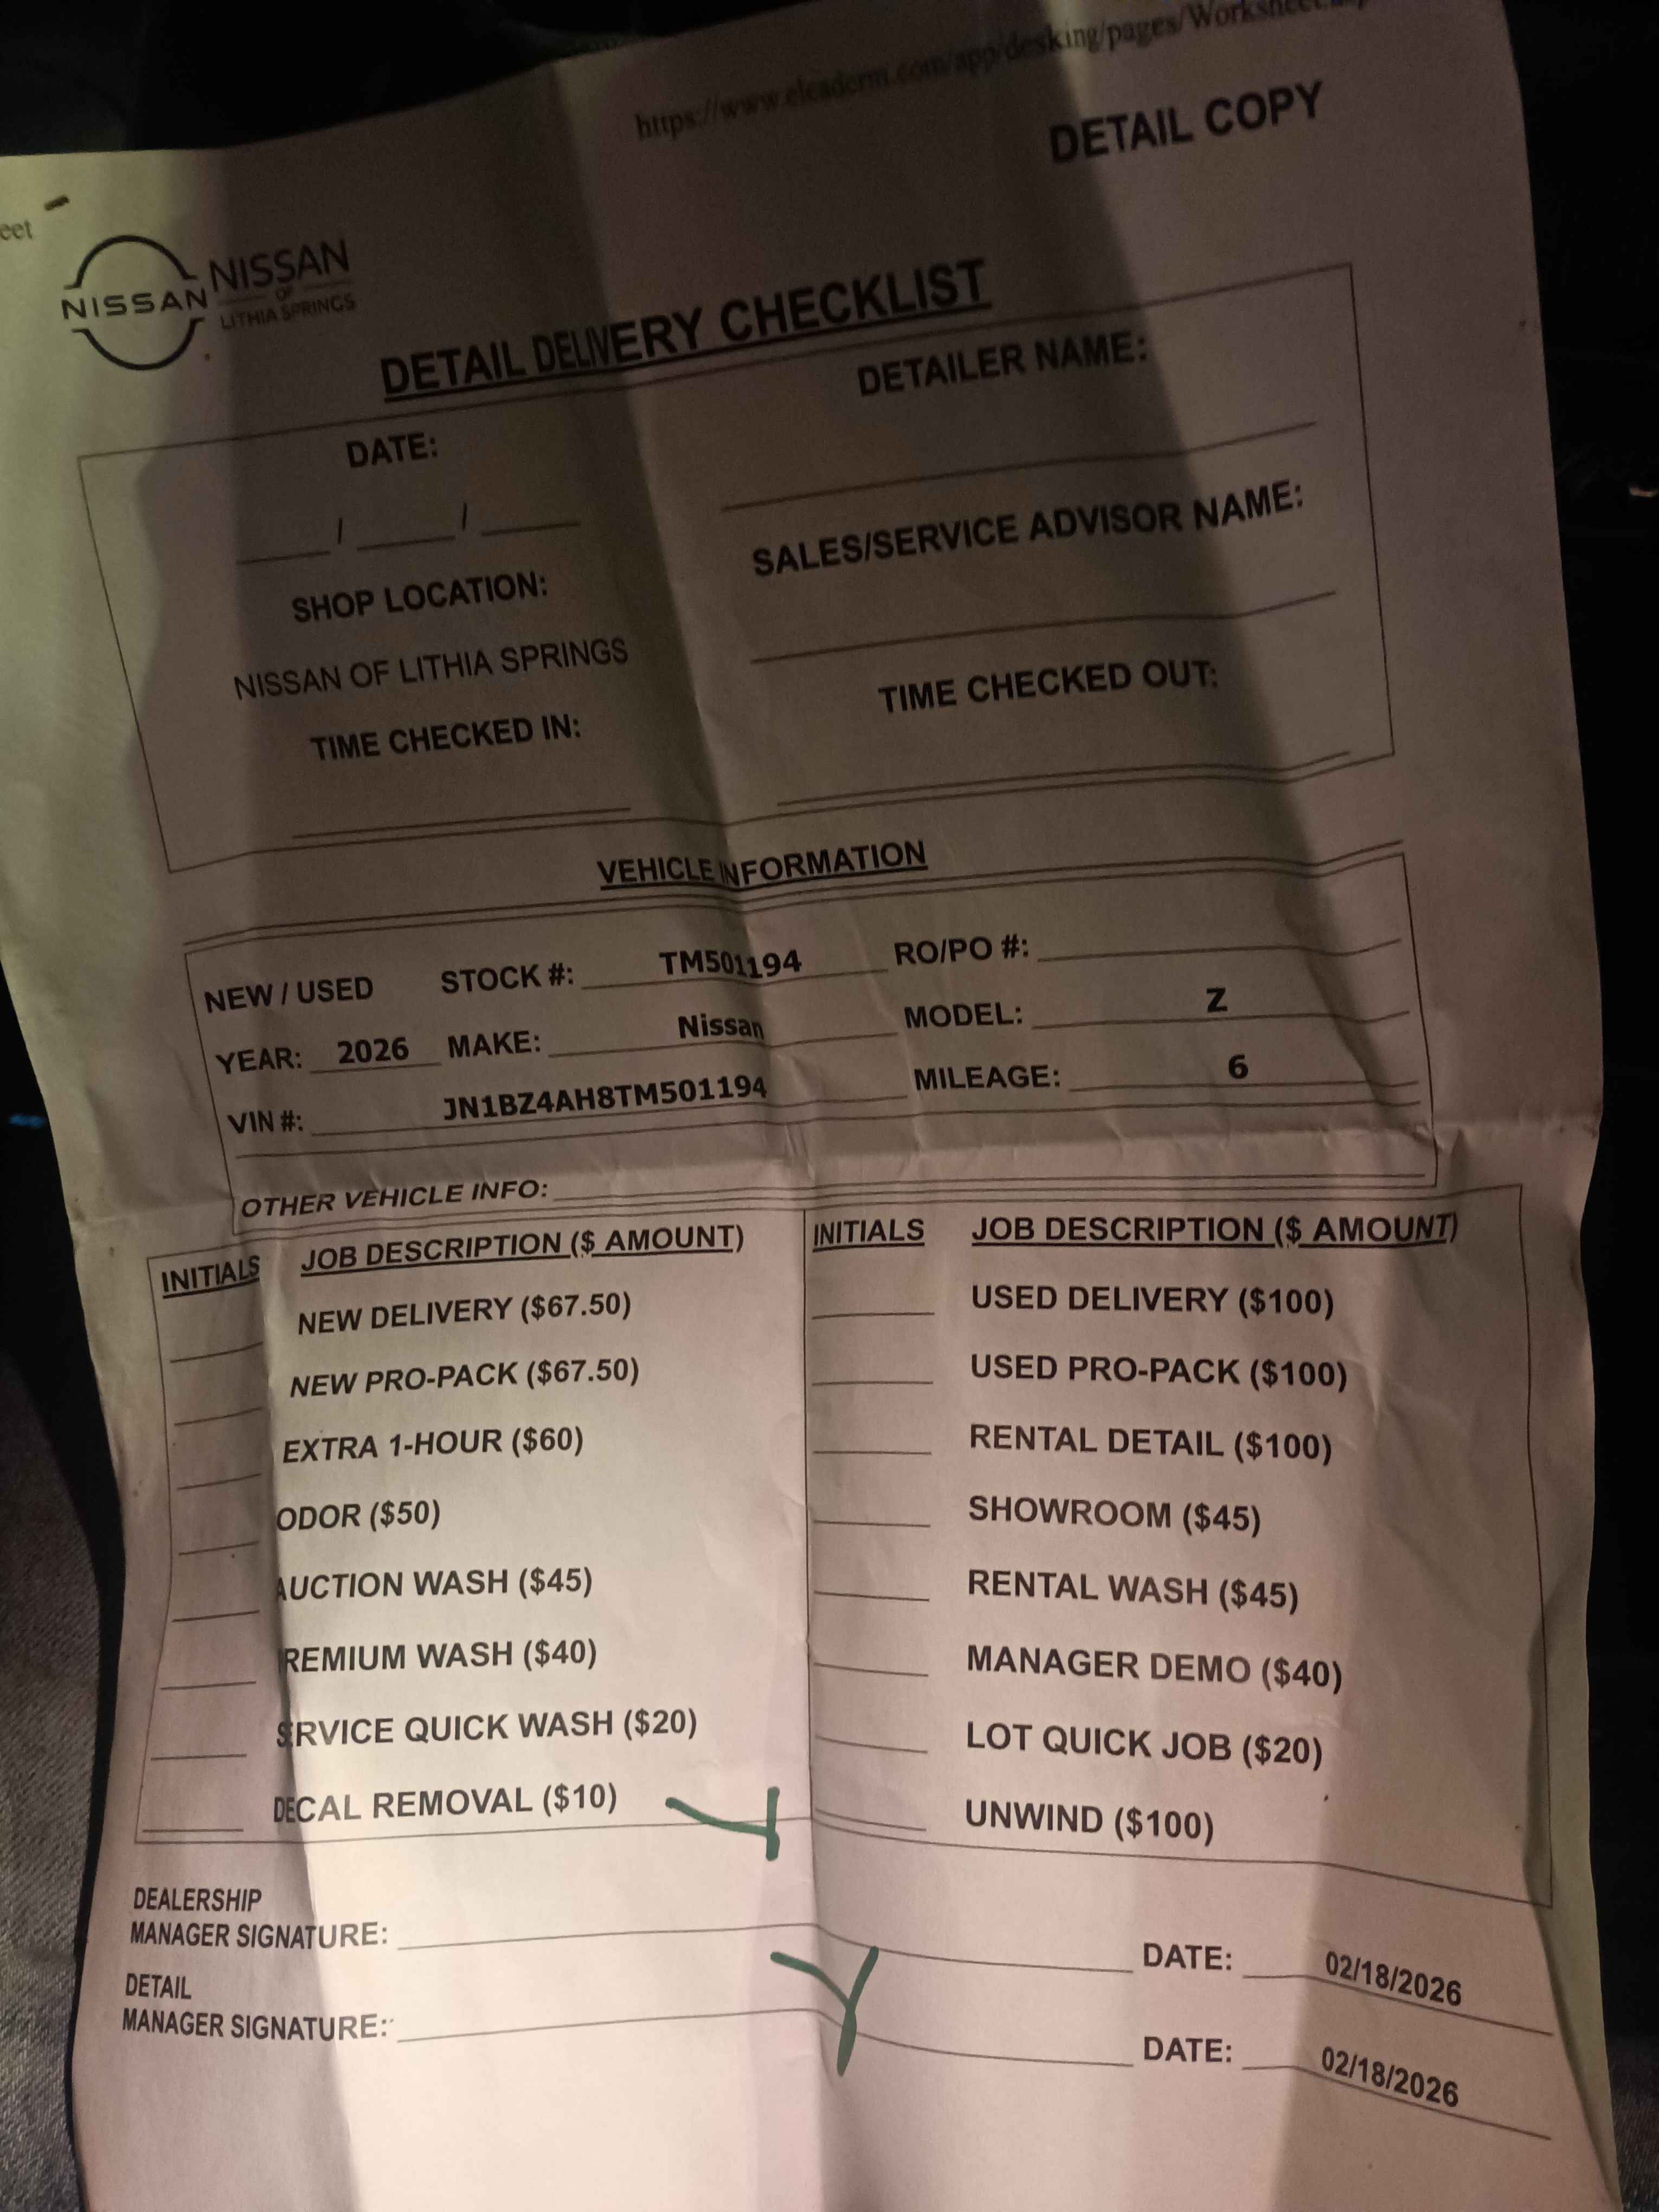 https://www.eleadcrm.com/app/desking/pages/Worksheet
DETAIL COPY
eet
NISSAN
NISSAN
OF
LITHIA SPRINGS
DETAIL DELIVERY CHECKLIST
DATE:
/ /
DETAILER NAME:
SHOP LOCATION:
NISSAN OF LITHIA SPRINGS
SALES/SERVICE ADVISOR NAME:
TIME CHECKED IN:
TIME CHECKED OUT:
VEHICLE INFORMATION
NEW / USED STOCK #: TM501194 RO/PO #:
YEAR: 2026 MAKE: Nissan MODEL: Z
VIN #: JN1BZ4AH8TM501194 MILEAGE: 6
OTHER VEHICLE INFO:
INITIALS JOB DESCRIPTION ($ AMOUNT) INITIALS JOB DESCRIPTION ($ AMOUNT)
NEW DELIVERY ($67.50) USED DELIVERY ($100)
NEW PRO-PACK ($67.50) USED PRO-PACK ($100)
EXTRA 1-HOUR ($60) RENTAL DETAIL ($100)
ODOR ($50) SHOWROOM ($45)
AUCTION WASH ($45) RENTAL WASH ($45)
REMIUM WASH ($40) MANAGER DEMO ($40)
SRVICE QUICK WASH ($20) LOT QUICK JOB ($20)
DECAL REMOVAL ($10) UNWIND ($100)
DEALERSHIP
MANAGER SIGNATURE: DATE: 02/18/2026
DETAIL
MANAGER SIGNATURE: DATE: 02/18/2026